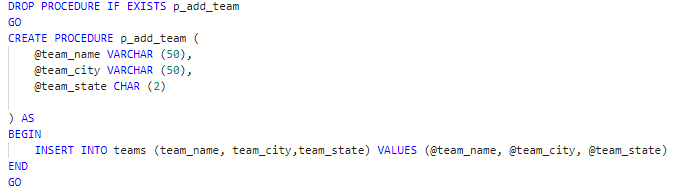 DROP PROCEDURE IF EXISTS p_add_team
GO
CREATE PROCEDURE p_add_team (
    @team_name VARCHAR (50),
    @team_city VARCHAR (50),
    @team_state CHAR (2)
) AS
BEGIN
    INSERT INTO teams (team_name, team_city,team_state) VALUES (@team_name, @team_city, @team_state)
END
GO